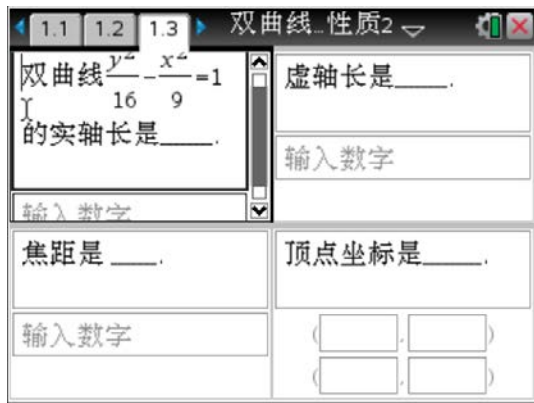 1.1 1.2 1.3 双曲线…性质2
双曲线 y²/16 - x²/9 =1
的实轴长是____.
输入数字
虚轴长是____.
输入数字
焦距是 ____.
输入数字
顶点坐标是____.
( , )
( , )